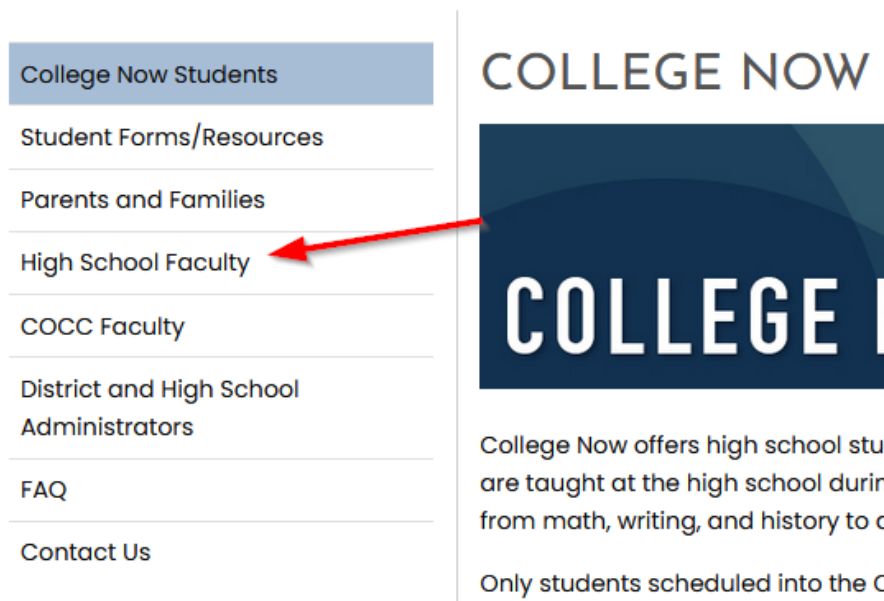 College Now Students
Student Forms/Resources
Parents and Families
High School Faculty
COCC Faculty
District and High School
Administrators
FAQ
Contact Us
COLLEGE NOW
COLLEGE
College Now offers high school
are taught at the high school
from math, writing, and history to
Only students scheduled into the